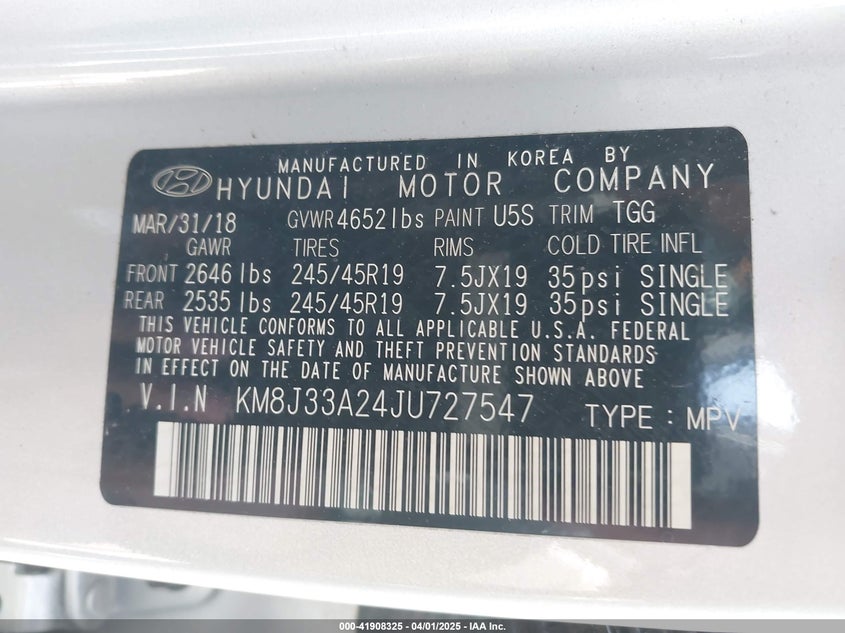 MANUFACTURED IN KOREA BY
HYUNDAI MOTOR COMPANY
MAR/31/18 GVWR 4652lbs PAINT U5S TRIM TGG
GAWR TIRES RIMS COLD TIRE INFL
FRONT 2646 lbs 245/45R19 7.5JX19 35psi SINGLE
REAR 2535 lbs 245/45R19 7.5JX19 35psi SINGLE
THIS VEHICLE CONFORMS TO ALL APPLICABLE U.S.A. FEDERAL
MOTOR VEHICLE SAFETY AND THEFT PREVENTION STANDARDS
IN EFFECT ON THE DATE OF MANUFACTURE SHOWN ABOVE
V.I.N KM8J33A24JU727547 TYPE : MPV
000-41908325 - 04/01/2025 - IAA Inc.